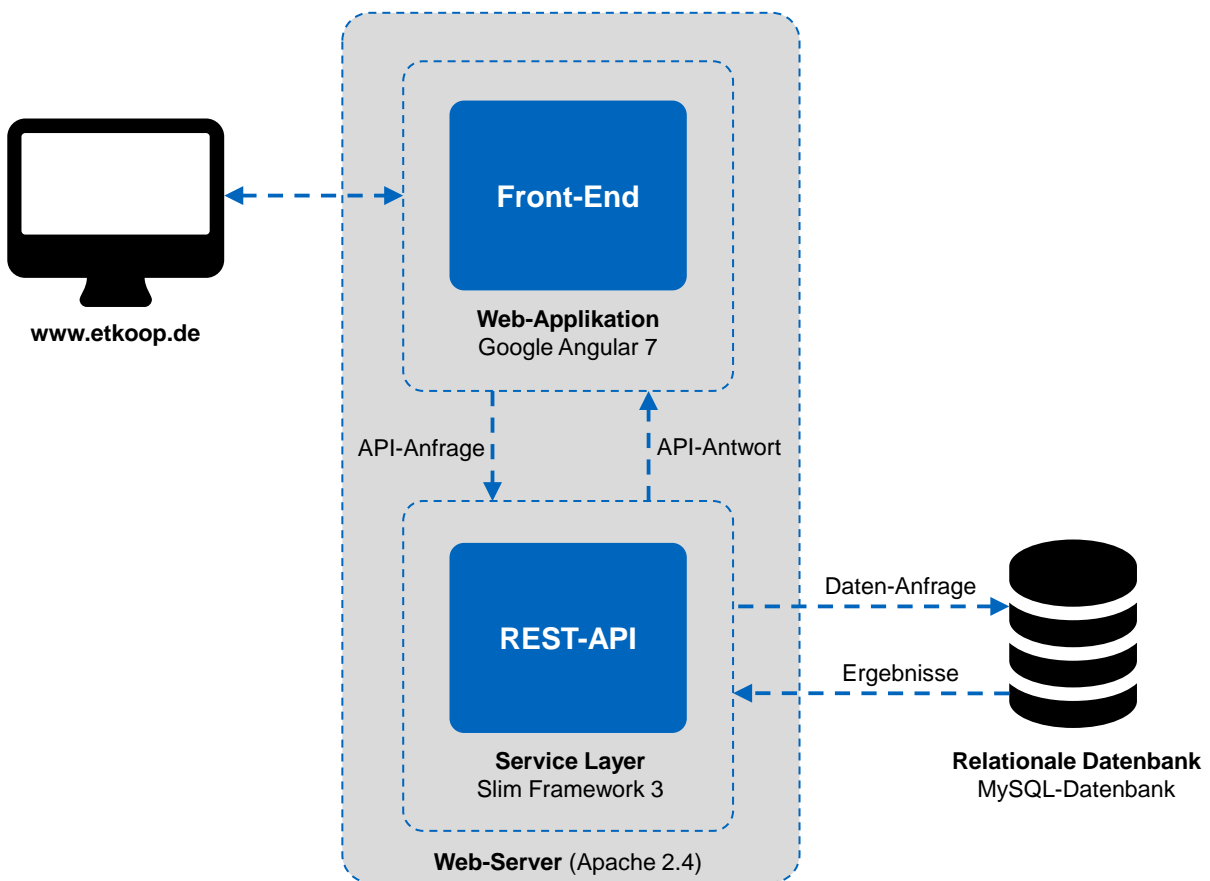 Front-End
www.etkoop.de
Web-Applikation
Google Angular 7
API-Anfrage
API-Antwort
REST-API
Daten-Anfrage
Ergebnisse
Service Layer
Slim Framework 3
Relationale Datenbank
MySQL-Datenbank
Web-Server (Apache 2.4)